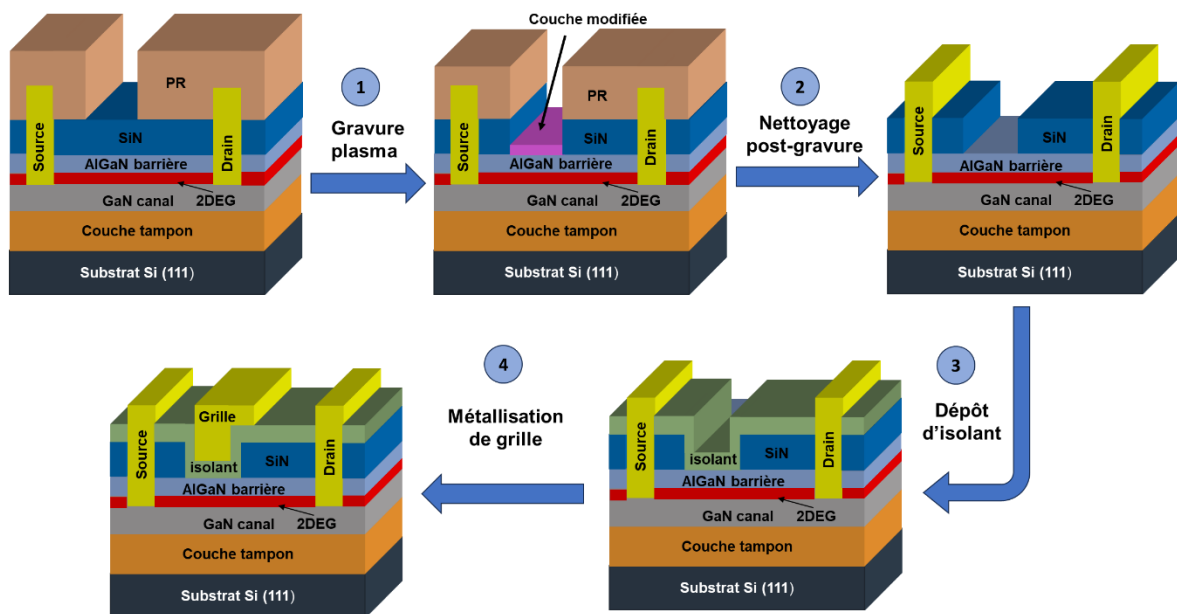 Couche modifiée
PR
Source
SiN
Drain
AlGaN barrière
GaN canal
2DEG
Couche tampon
Substrat Si (111)
1
Gravure
plasma
PR
Source
SiN
Drain
AlGaN barrière
GaN canal
2DEG
Couche tampon
Substrat Si (111)
2
Nettoyage
post-gravure
Source
SiN
Drain
AlGaN barrière
GaN canal
2DEG
Couche tampon
Substrat Si (111)
3
Dépôt
d'isolant
Source
isolant
SiN
Drain
AlGaN barrière
GaN canal
2DEG
Couche tampon
Substrat Si (111)
4
Métallisation
de grille
Grille
Source
isolant
SiN
Drain
AlGaN barrière
GaN canal
2DEG
Couche tampon
Substrat Si (111)